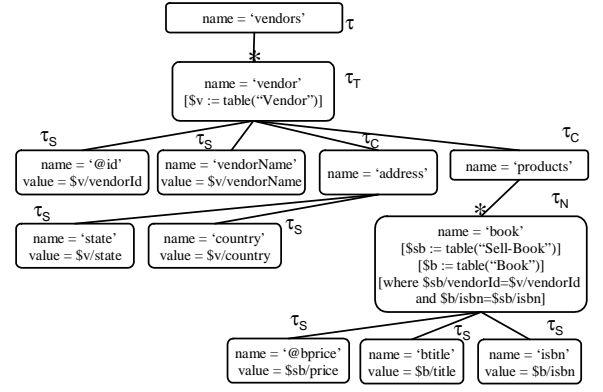 name = ‘vendors’
τ
*
name = ‘vendor’
[$v := table(“Vendor”)]
τT
τS
τS
τC
τC
name = ‘@id’
value = $v/vendorId
name = ‘vendorName’
value = $v/vendorName
name = ‘address’
name = ‘products’
τS
τS
*
τN
name = ‘state’
value = $v/state
name = ‘country’
value = $v/country
name = ‘book’
[$sb := table(“Sell-Book”)]
[$b := table(“Book”)]
[where $sb/vendorId=$v/vendorId
and $b/isbn=$sb/isbn]
τS
τS
τS
name = ‘@bprice’
value = $sb/price
name = ‘btitle’
value = $b/title
name = ‘isbn’
value = $b/isbn